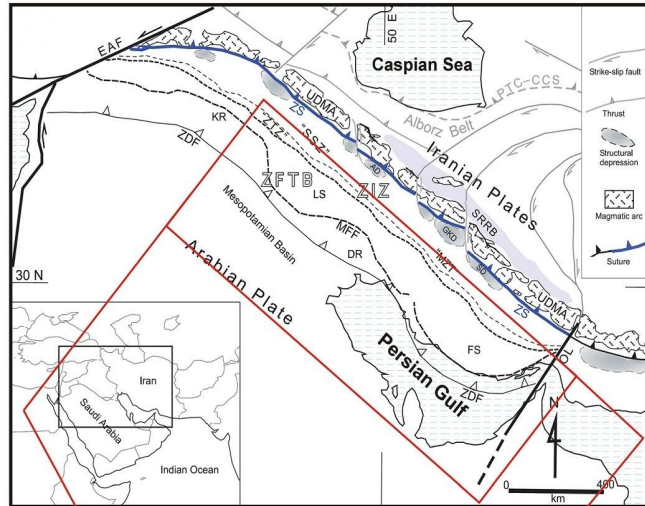 EAF
50 E
Caspian Sea
PTC-CCS
Alborz Belt
Strike-slip fault
Thrust
Structural
depression
Magmatic arc
Suture
UDMA
ZS
"SSZ"
"ZTZ"
KR
ZDF
AD
Iranian Plates
SRRB
ZFTB
ZIZ
LS
GKD
Mesopotamian Basin
MFF
DR
"MZT"
SD
UDMA
ZS
Arabian Plate
30 N
FS
Persian Gulf
ZDF
Iran
Saudi Arabia
Indian Ocean
N
0
400
km